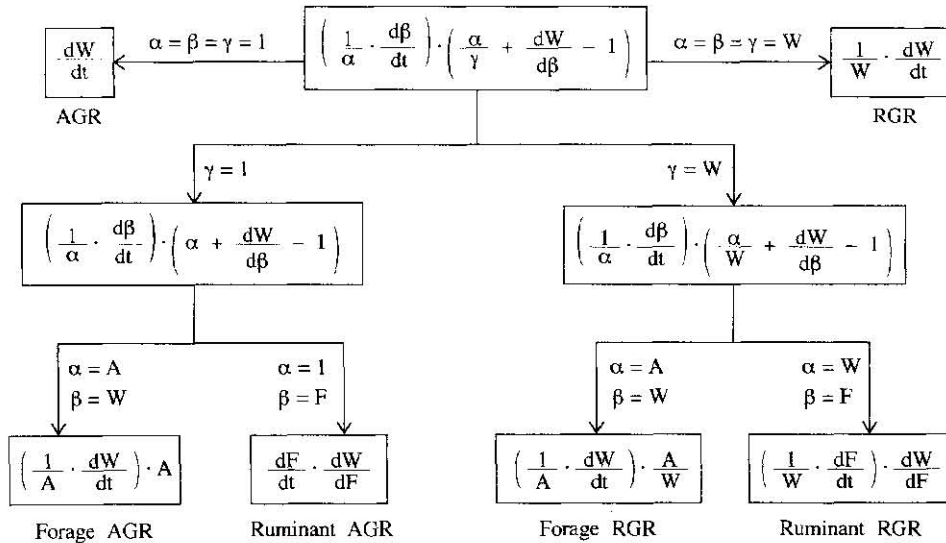 dW/dt
AGR
α = β = γ = 1
(1/α · dβ/dt) · (α/γ + dW/dβ − 1)
α = β = γ = W
1/W · dW/dt
RGR
γ = 1
γ = W
(1/α · dβ/dt) · (α + dW/dβ − 1)
(1/α · dβ/dt) · (α/W + dW/dβ − 1)
α = A
β = W
α = 1
β = F
α = A
β = W
α = W
β = F
(1/A · dW/dt) · A
dF/dt · dW/dF
(1/A · dW/dt) · A/W
(1/W · dF/dt) · dW/dF
Forage AGR
Ruminant AGR
Forage RGR
Ruminant RGR